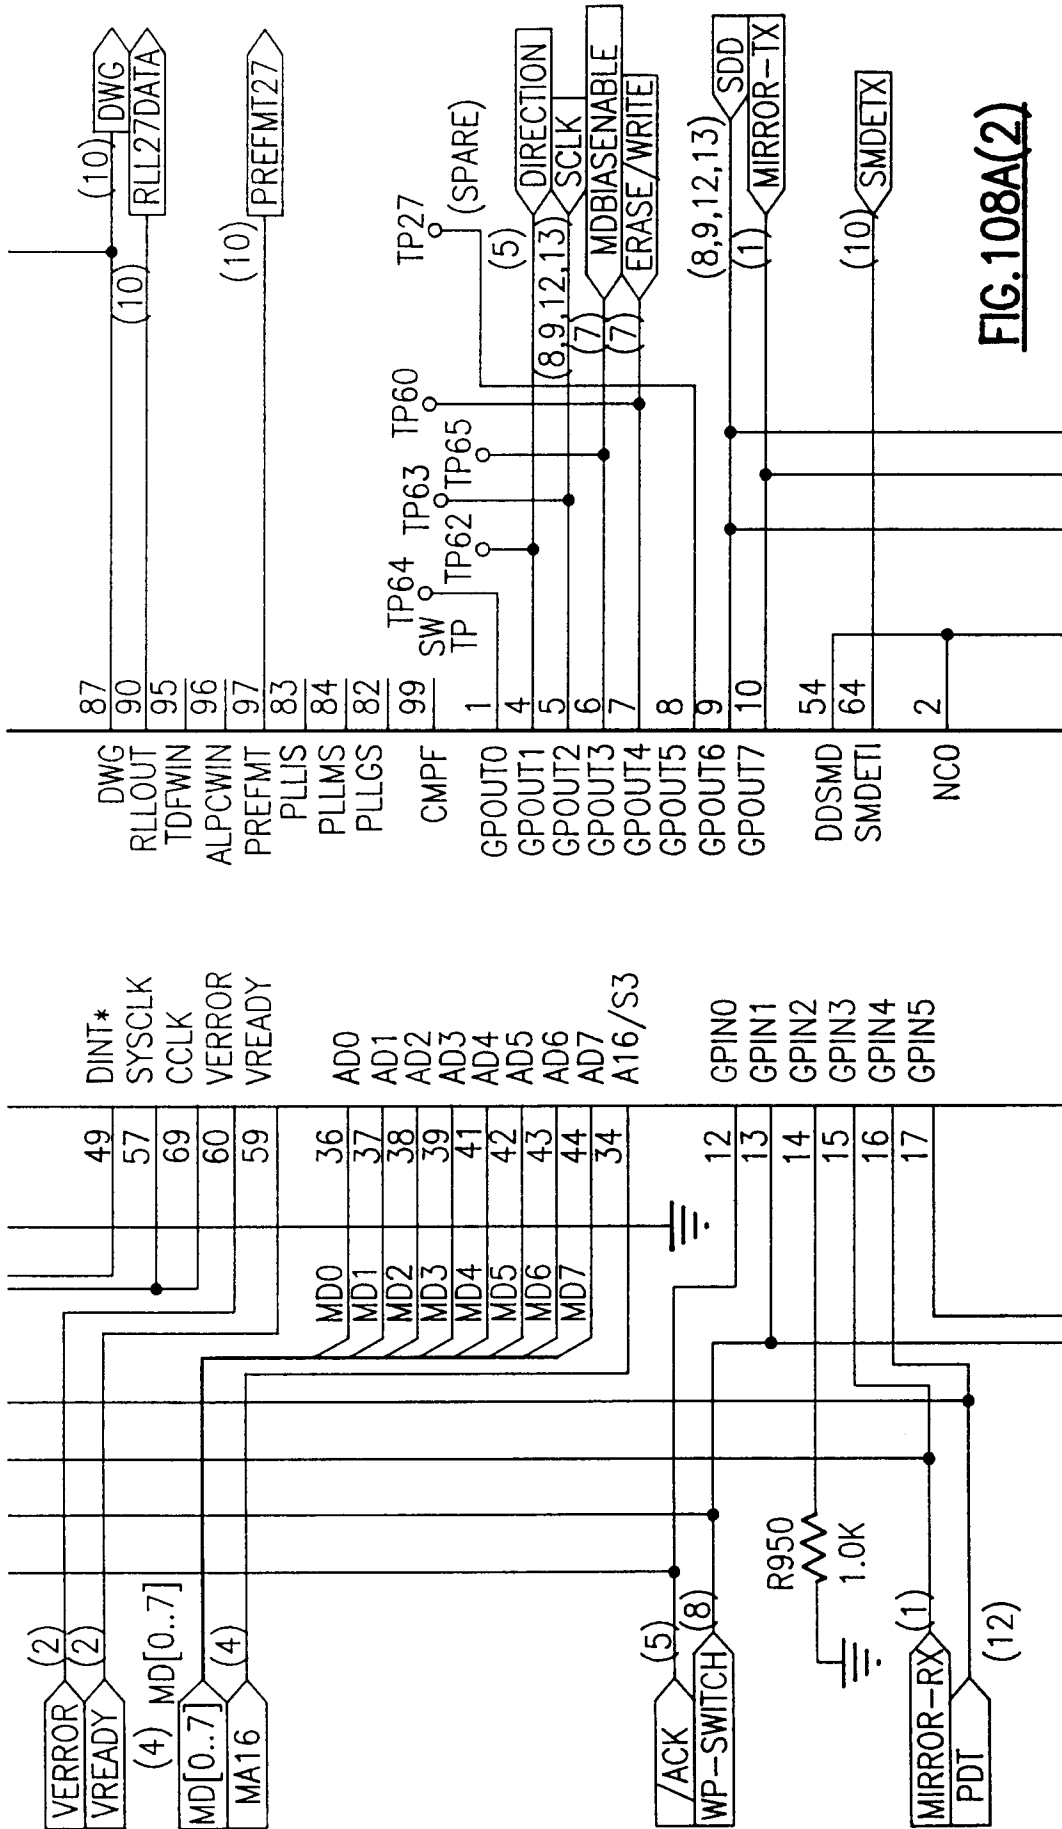 DWG
(10)
RLL27DATA
(10)
PREFMT27
(10)
TP27
(SPARE)
(5)
DIRECTION
(8,9,12,13)
SCLK
(7)
MDBIASENABLE
(7)
ERASE/WRITE
(8,9,12,13)
SDD
(1)
MIRROR-TX
(10)
SMDETX
TP60
TP65
TP63
TP62
TP64
SW
TP
87
90
95
96
97
83
84
82
99
1
4
5
6
7
8
9
10
54
64
2
DWG
RLLOUT
TDFWIN
ALPCWIN
PREFMT
PLLIS
PLLMS
PLLGS
CMPF
GPOUT0
GPOUT1
GPOUT2
GPOUT3
GPOUT4
GPOUT5
GPOUT6
GPOUT7
DDSMD
SMDETI
NC0
DINT*
SYSCLK
CCLK
VERROR
VREADY
AD0
AD1
AD2
AD3
AD4
AD5
AD6
AD7
A16/S3
GPIN0
GPIN1
GPIN2
GPIN3
GPIN4
GPIN5
49
57
69
60
59
36
37
38
39
41
42
43
44
34
12
13
14
15
16
17
MD0
MD1
MD2
MD3
MD4
MD5
MD6
MD7
R950
1.0K
(2)
VERROR
(2)
VREADY
(4)
MD[0..7]
MD[0..7]
(4)
MA16
(5)
/ACK
(8)
WP-SWITCH
(1)
MIRROR-RX
PDT
(12)
FIG.108A(2)